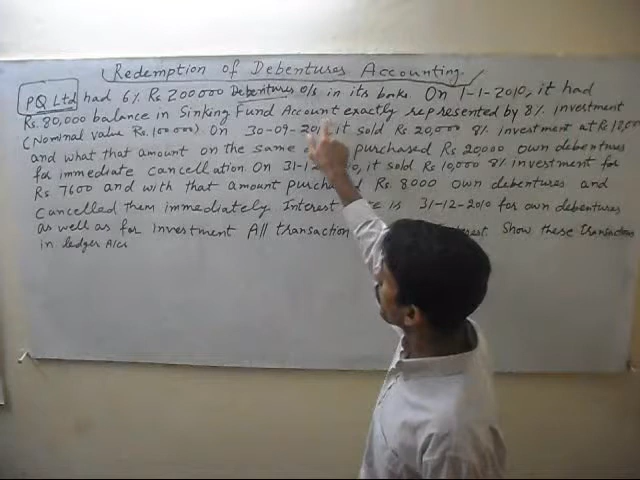 Redemption of Debentures Accounting.
PQ Ltd had 6% Rs. 200000 Debentures o/s in its books. On 1-1-2010, it had
Rs. 80,000 balance in Sinking Fund Account exactly represented by 8% investment
(Nominal value Rs. 100000) On 30-09-201 it sold Rs 20,000 8% investment at Rs
and what that amount on the same purchased Rs 20000 own debentures
for immediate cancellation. On 31-1 it sold Rs 10,000 8% investment for
Rs 7600 and with that amount purchased Rs. 8000 own debentures and
cancelled them immediately. Interest is 31-12-2010 for own debentures
as well as for investment All transaction Show these transactions
in ledger A/cs